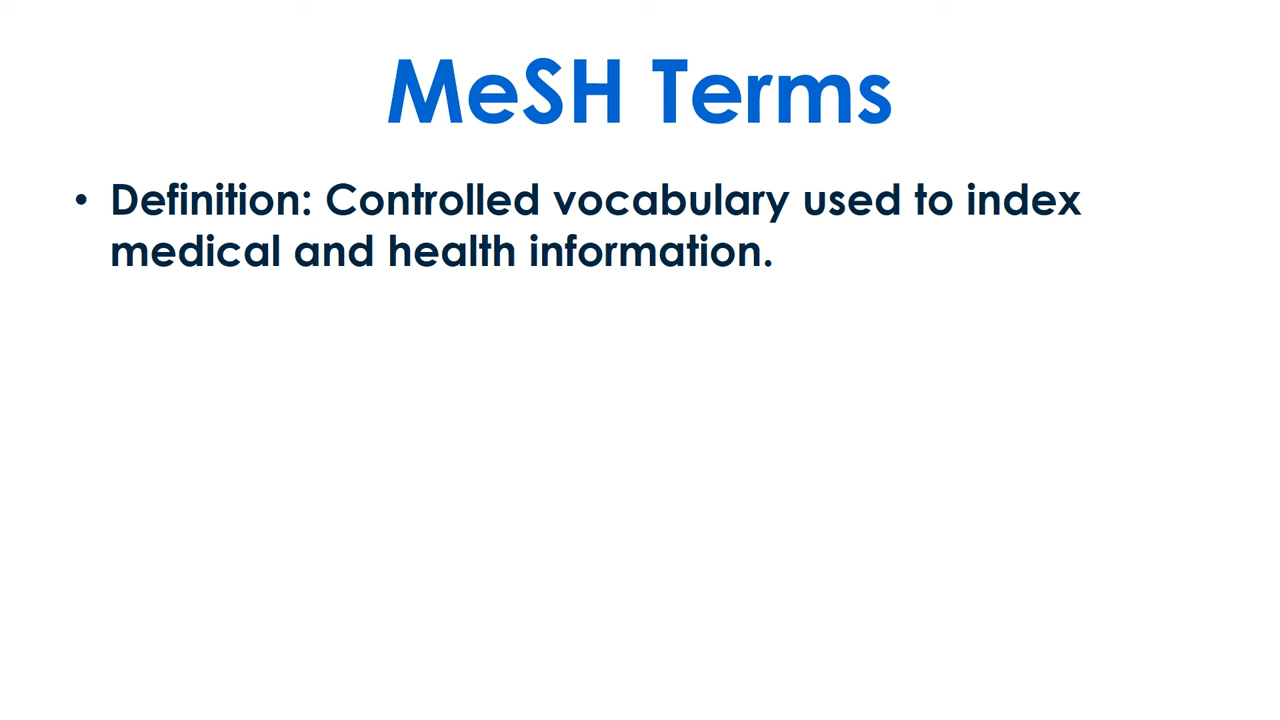 MeSH Terms
• Definition: Controlled vocabulary used to index
medical and health information.